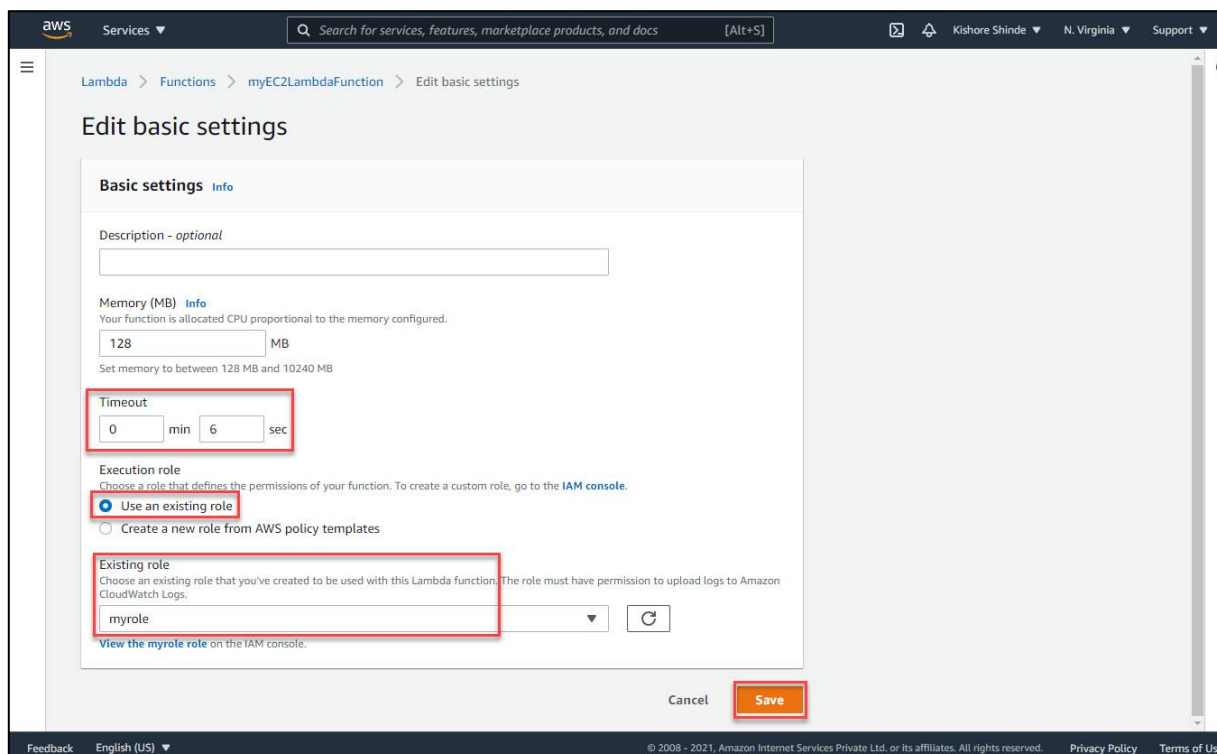 aws Services ▼ Search for services, features, marketplace products, and docs [Alt+S] Kishore Shinde ▼ N. Virginia ▼ Support ▼
Lambda > Functions > myEC2LambdaFunction > Edit basic settings
Edit basic settings
Basic settings Info
Description - optional
Memory (MB) Info
Your function is allocated CPU proportional to the memory configured.
128 MB
Set memory to between 128 MB and 10240 MB
Timeout
0 min 6 sec
Execution role
Choose a role that defines the permissions of your function. To create a custom role, go to the IAM console.
Use an existing role
Create a new role from AWS policy templates
Existing role
Choose an existing role that you've created to be used with this Lambda function. The role must have permission to upload logs to Amazon
CloudWatch Logs.
myrole
View the myrole role on the IAM console.
Cancel Save
Feedback English (US) ▼ © 2008 - 2021, Amazon Internet Services Private Ltd. or its affiliates. All rights reserved. Privacy Policy Terms of Us